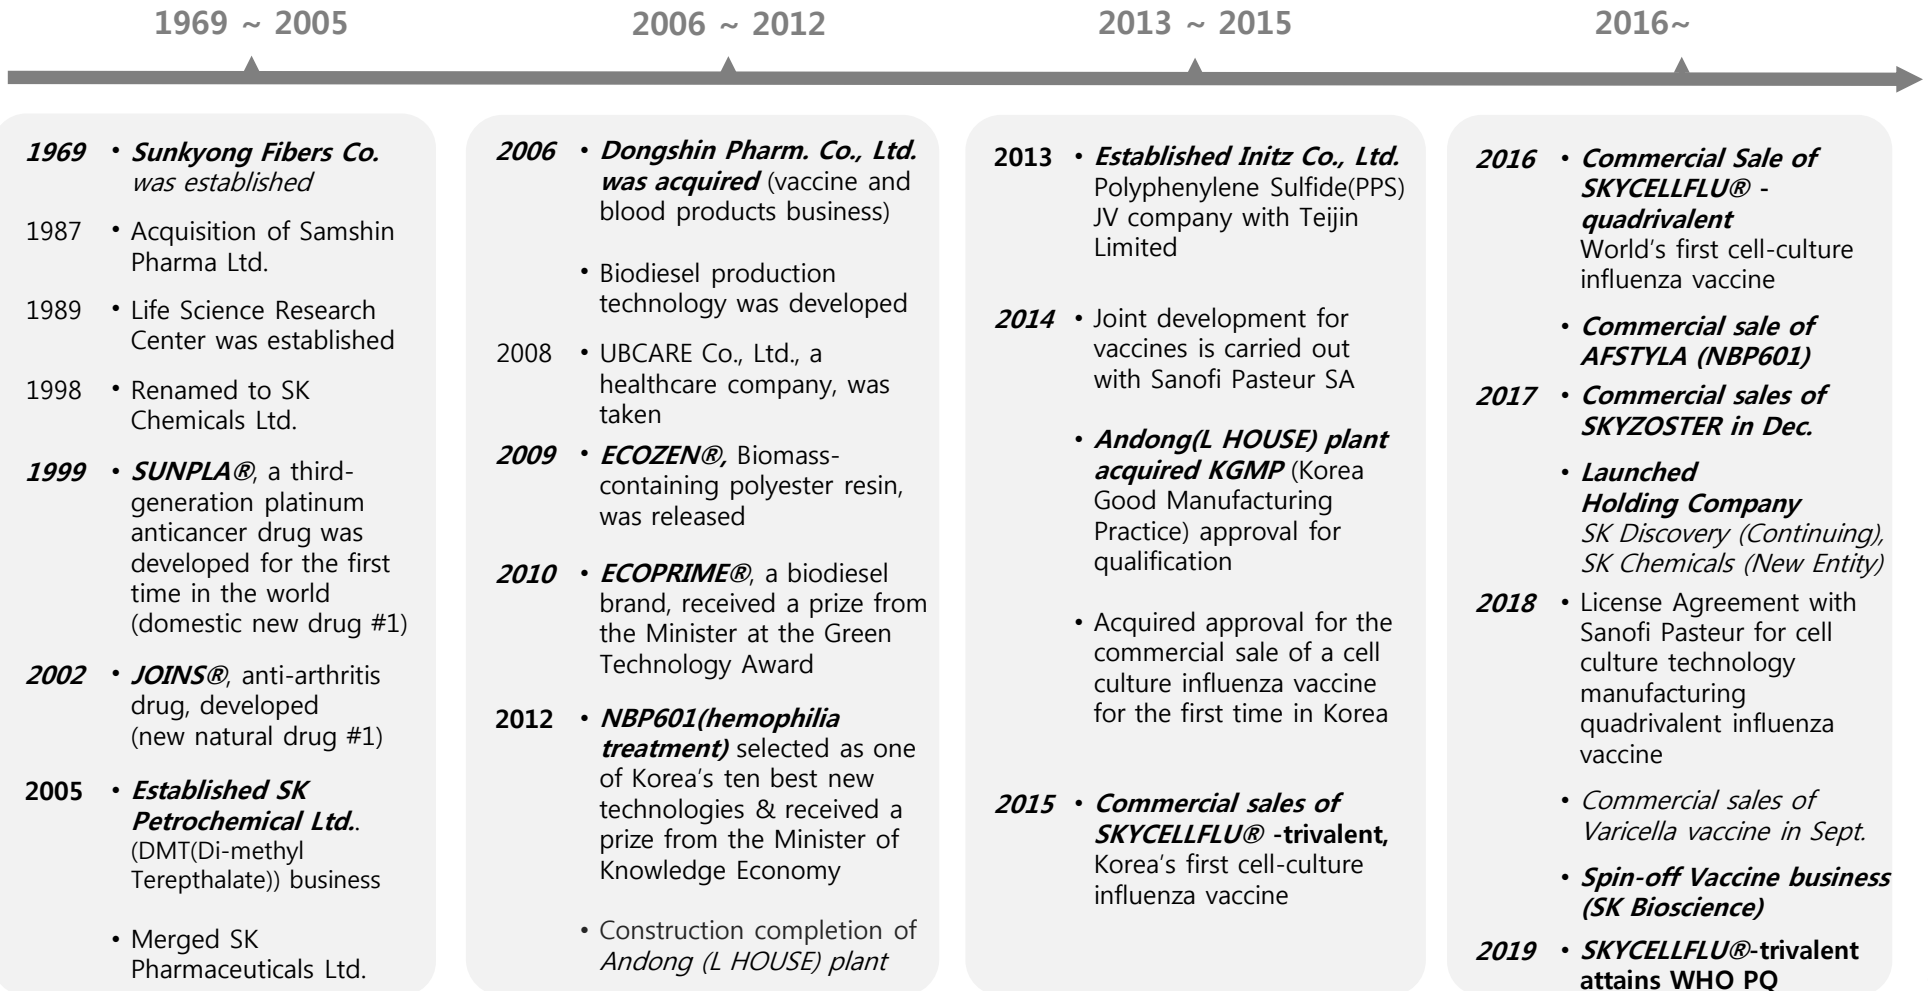 1969 ~ 2005
2006 ~ 2012
2013 ~ 2015
2016~
1969 • Sunkyong Fibers Co.
was established
1987 • Acquisition of Samshin
Pharma Ltd.
1989 • Life Science Research
Center was established
1998 • Renamed to SK
Chemicals Ltd.
1999 • SUNPLA®, a third-
generation platinum
anticancer drug was
developed for the first
time in the world
(domestic new drug #1)
2002 • JOINS®, anti-arthritis
drug, developed
(new natural drug #1)
2005 • Established SK
Petrochemical Ltd..
(DMT(Di-methyl
Terepthalate)) business
• Merged SK
Pharmaceuticals Ltd.
2006 • Dongshin Pharm. Co., Ltd.
was acquired (vaccine and
blood products business)
• Biodiesel production
technology was developed
2008 • UBCARE Co., Ltd., a
healthcare company, was
taken
2009 • ECOZEN®, Biomass-
containing polyester resin,
was released
2010 • ECOPRIME®, a biodiesel
brand, received a prize from
the Minister at the Green
Technology Award
2012 • NBP601(hemophilia
treatment) selected as one
of Korea's ten best new
technologies & received a
prize from the Minister of
Knowledge Economy
• Construction completion of
Andong (L HOUSE) plant
2013 • Established Initz Co., Ltd.
Polyphenylene Sulfide(PPS)
JV company with Teijin
Limited
2014 • Joint development for
vaccines is carried out
with Sanofi Pasteur SA
• Andong(L HOUSE) plant
acquired KGMP (Korea
Good Manufacturing
Practice) approval for
qualification
• Acquired approval for the
commercial sale of a cell
culture influenza vaccine
for the first time in Korea
2015 • Commercial sales of
SKYCELLFLU® -trivalent,
Korea's first cell-culture
influenza vaccine
2016 • Commercial Sale of
SKYCELLFLU® -
quadrivalent
World's first cell-culture
influenza vaccine
• Commercial sale of
AFSTYLA (NBP601)
2017 • Commercial sales of
SKYZOSTER in Dec.
• Launched
Holding Company
SK Discovery (Continuing),
SK Chemicals (New Entity)
2018 • License Agreement with
Sanofi Pasteur for cell
culture technology
manufacturing
quadrivalent influenza
vaccine
• Commercial sales of
Varicella vaccine in Sept.
• Spin-off Vaccine business
(SK Bioscience)
2019 • SKYCELLFLU®-trivalent
attains WHO PQ